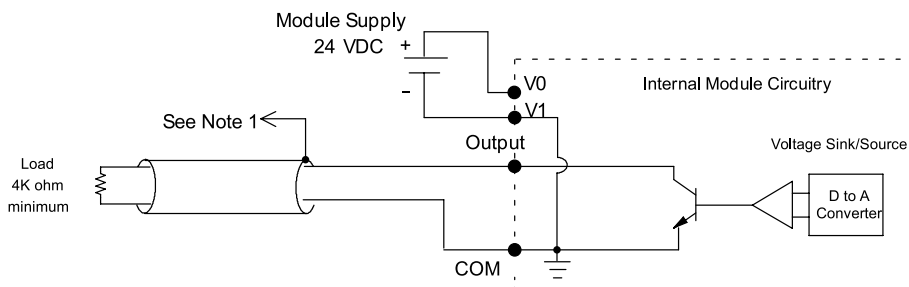 Module Supply
24 VDC
+
–
V0
V1
Internal Module Circuitry
See Note 1
Output
Voltage Sink/Source
Load
4K ohm
minimum
D to A
Converter
COM